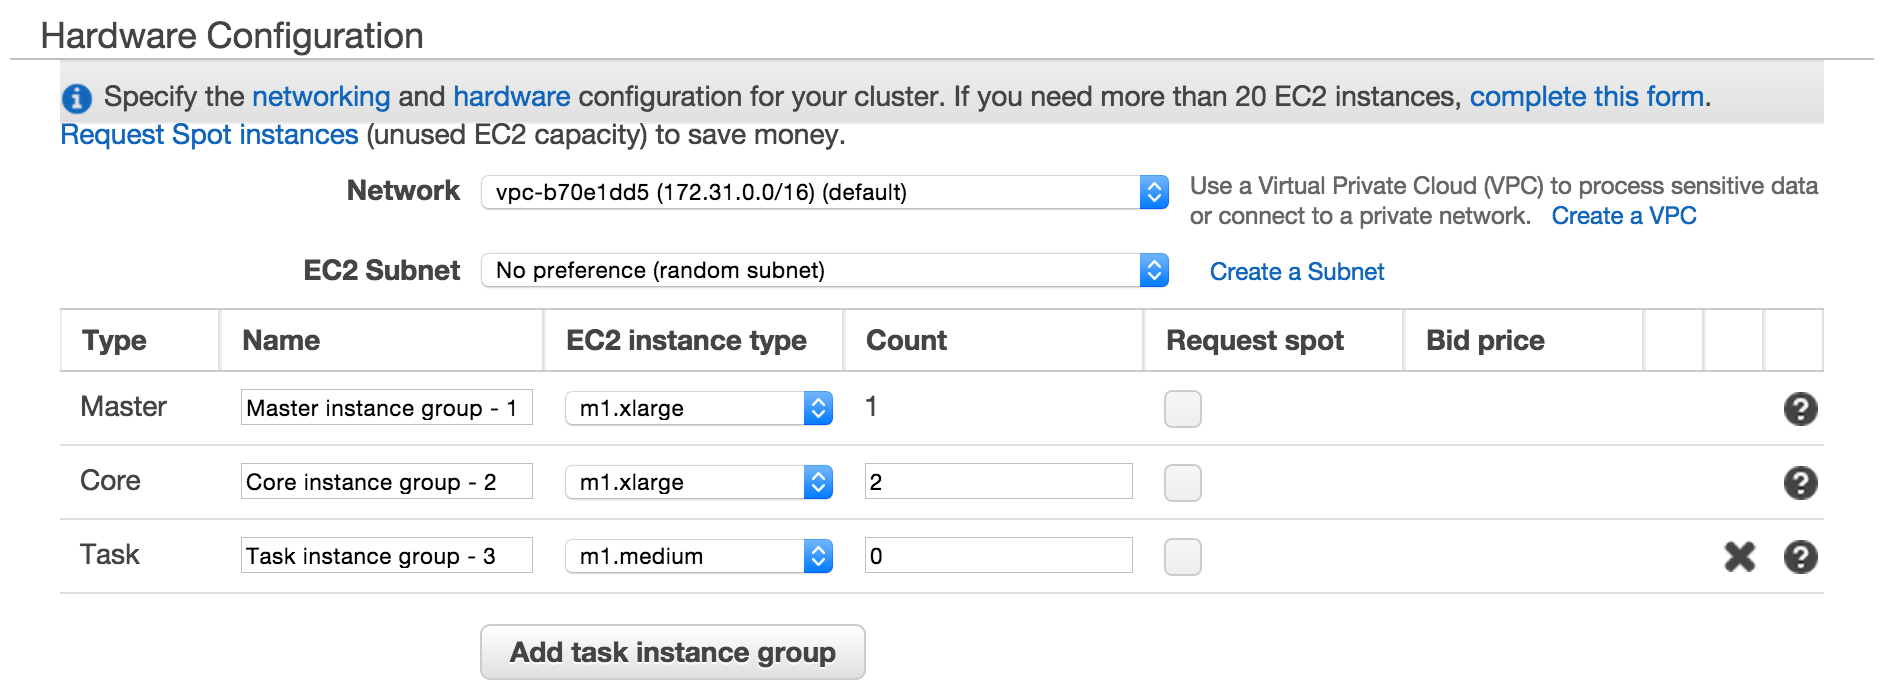 Hardware Configuration
Specify the networking and hardware configuration for your cluster. If you need more than 20 EC2 instances, complete this form.
Request Spot instances (unused EC2 capacity) to save money.
Network vpc-b70e1dd5 (172.31.0.0/16) (default) Use a Virtual Private Cloud (VPC) to process sensitive data
or connect to a private network. Create a VPC
EC2 Subnet No preference (random subnet) Create a Subnet
Type Name EC2 instance type Count Request spot Bid price
Master Master instance group - 1 m1.xlarge 1
Core Core instance group - 2 m1.xlarge 2
Task Task instance group - 3 m1.medium 0
Add task instance group